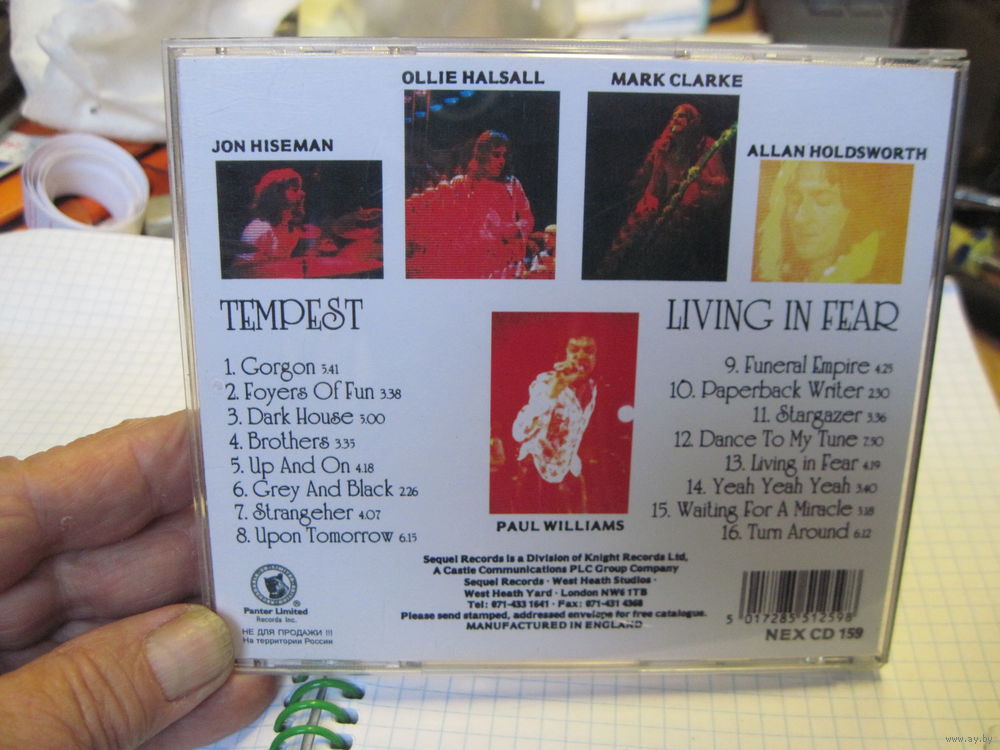 OLLIE HALSALL
MARK CLARKE
JON HISEMAN
ALLAN HOLDSWORTH
TEMPEST
1. Gorgon 5.41
2. Foyers Of Fun 3.38
3. Dark House 5.00
4. Brothers 3.35
5. Up And On 4.18
6. Grey And Black 2.26
7. Strangeher 4.07
8. Upon Tomorrow 6.15
PAUL WILLIAMS
LIVING IN FEAR
9. Funeral Empire 4.25
10. Paperback Writer 2.30
11. Stargazer 3.36
12. Dance To My Tune 7.50
13. Living in Fear 4.19
14. Yeah Yeah Yeah 3.40
15. Waiting For A Miracle 3.18
16. Turn Around 6.12
Panter Limited
Records Inc.
®
НЕ ДЛЯ ПРОДАЖИ !!!
На территории России
Sequel Records is a Division of Knight Records Ltd,
A Castle Communications PLC Group Company
Sequel Records · West Heath Studios ·
West Heath Yard · London NW6 1TB
Tel: 071-433 1641 · Fax: 071-431 4368
Please send stamped, addressed envelope for free catalogue.
MANUFACTURED IN ENGLAND
5 017285 512598
NEX CD 159
www.ay.by